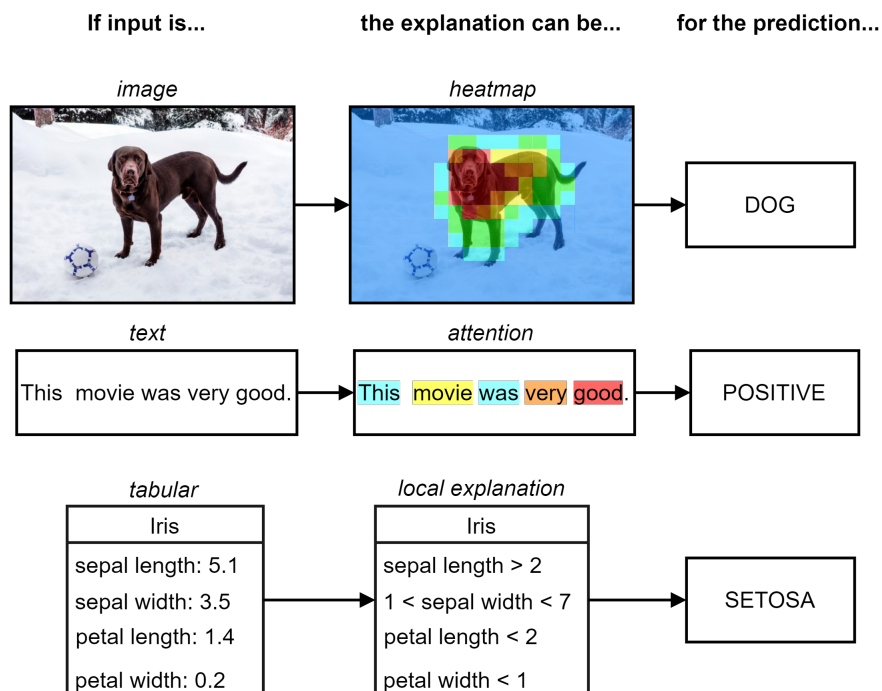 If input is... the explanation can be... for the prediction...
image heatmap
DOG
text attention
This movie was very good. This movie was very good. POSITIVE
tabular local explanation
Iris Iris
sepal length: 5.1 sepal length > 2
sepal width: 3.5 1 < sepal width < 7 SETOSA
petal length: 1.4 petal length < 2
petal width: 0.2 petal width < 1